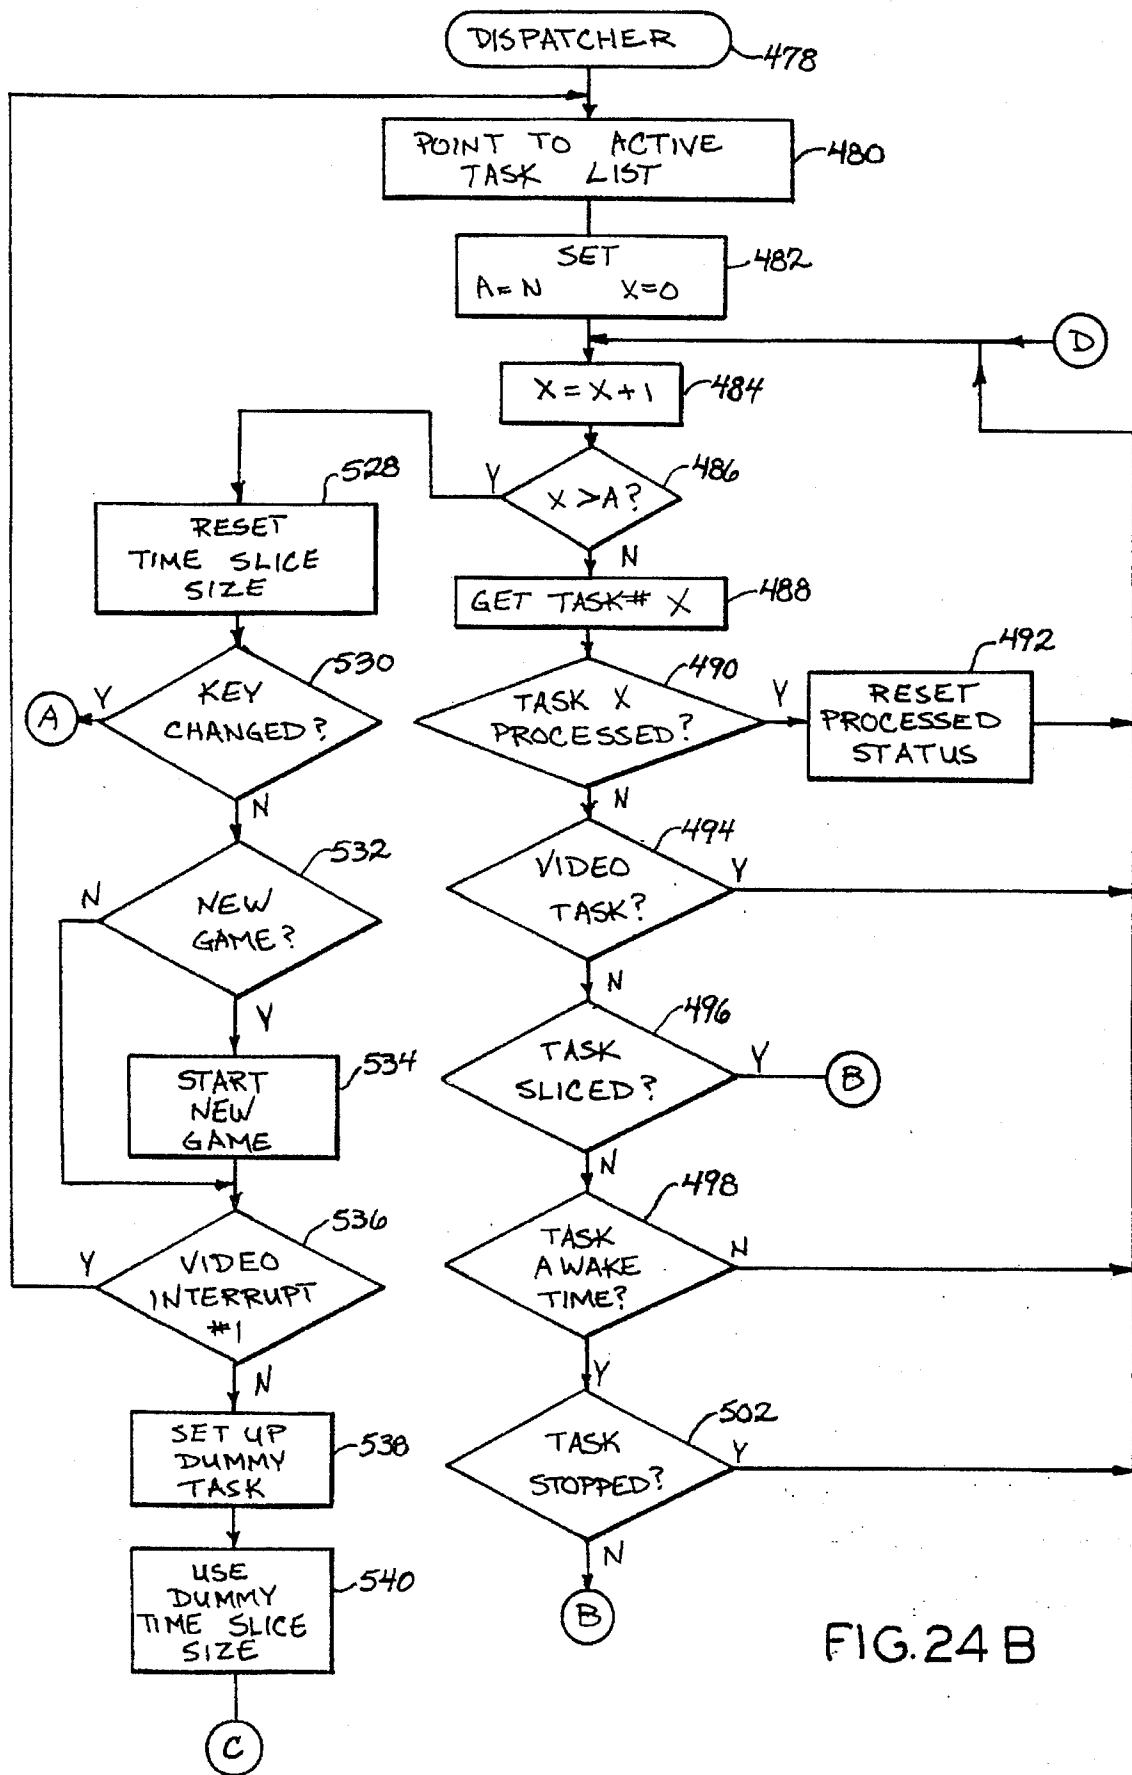 DISPATCHER
478
POINT TO ACTIVE
TASK LIST
480
SET
A=N X=0
482
D
X=X+1
484
X>A?
486
Y
N
GET TASK# X
488
TASK X
PROCESSED?
490
Y
N
RESET
PROCESSED
STATUS
492
VIDEO
TASK?
494
Y
N
TASK
SLICED?
496
Y
B
N
TASK
AWAKE
TIME?
498
N
Y
TASK
STOPPED?
502
Y
N
B
RESET
TIME SLICE
SIZE
528
KEY
CHANGED?
530
Y
A
N
NEW
GAME?
532
N
Y
START
NEW
GAME
534
VIDEO
INTERRUPT
#1
536
Y
N
SET UP
DUMMY
TASK
538
USE
DUMMY
TIME SLICE
SIZE
540
C
FIG.24B